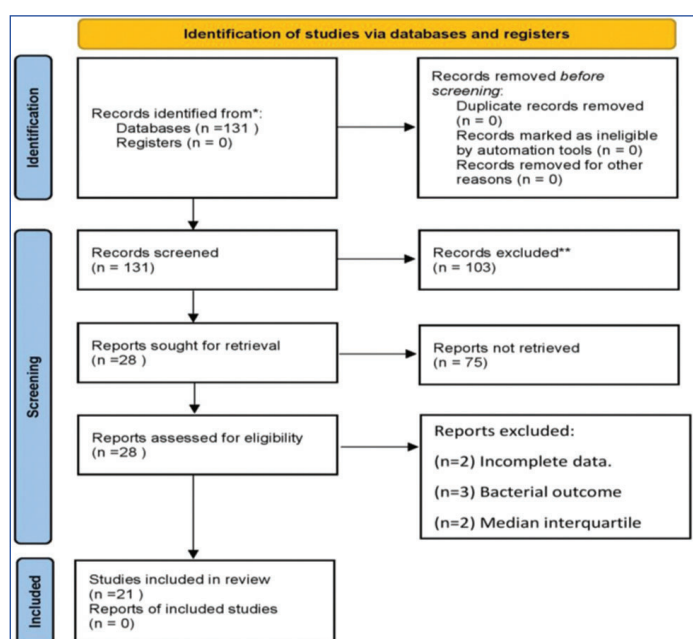 Identification of studies via databases and registers
Identification
Records identified from*:
Databases (n =131 )
Registers (n = 0)
Records removed before
screening:
Duplicate records removed
(n = 0)
Records marked as ineligible
by automation tools (n = 0)
Records removed for other
reasons (n = 0)
Screening
Records screened
(n = 131)
Records excluded**
(n = 103)
Reports sought for retrieval
(n =28 )
Reports not retrieved
(n = 75)
Reports assessed for eligibility
(n =28 )
Reports excluded:
(n=2) Incomplete data.
(n=3) Bacterial outcome
(n=2) Median interquartile
Included
Studies included in review
(n =21 )
Reports of included studies
(n = 0)